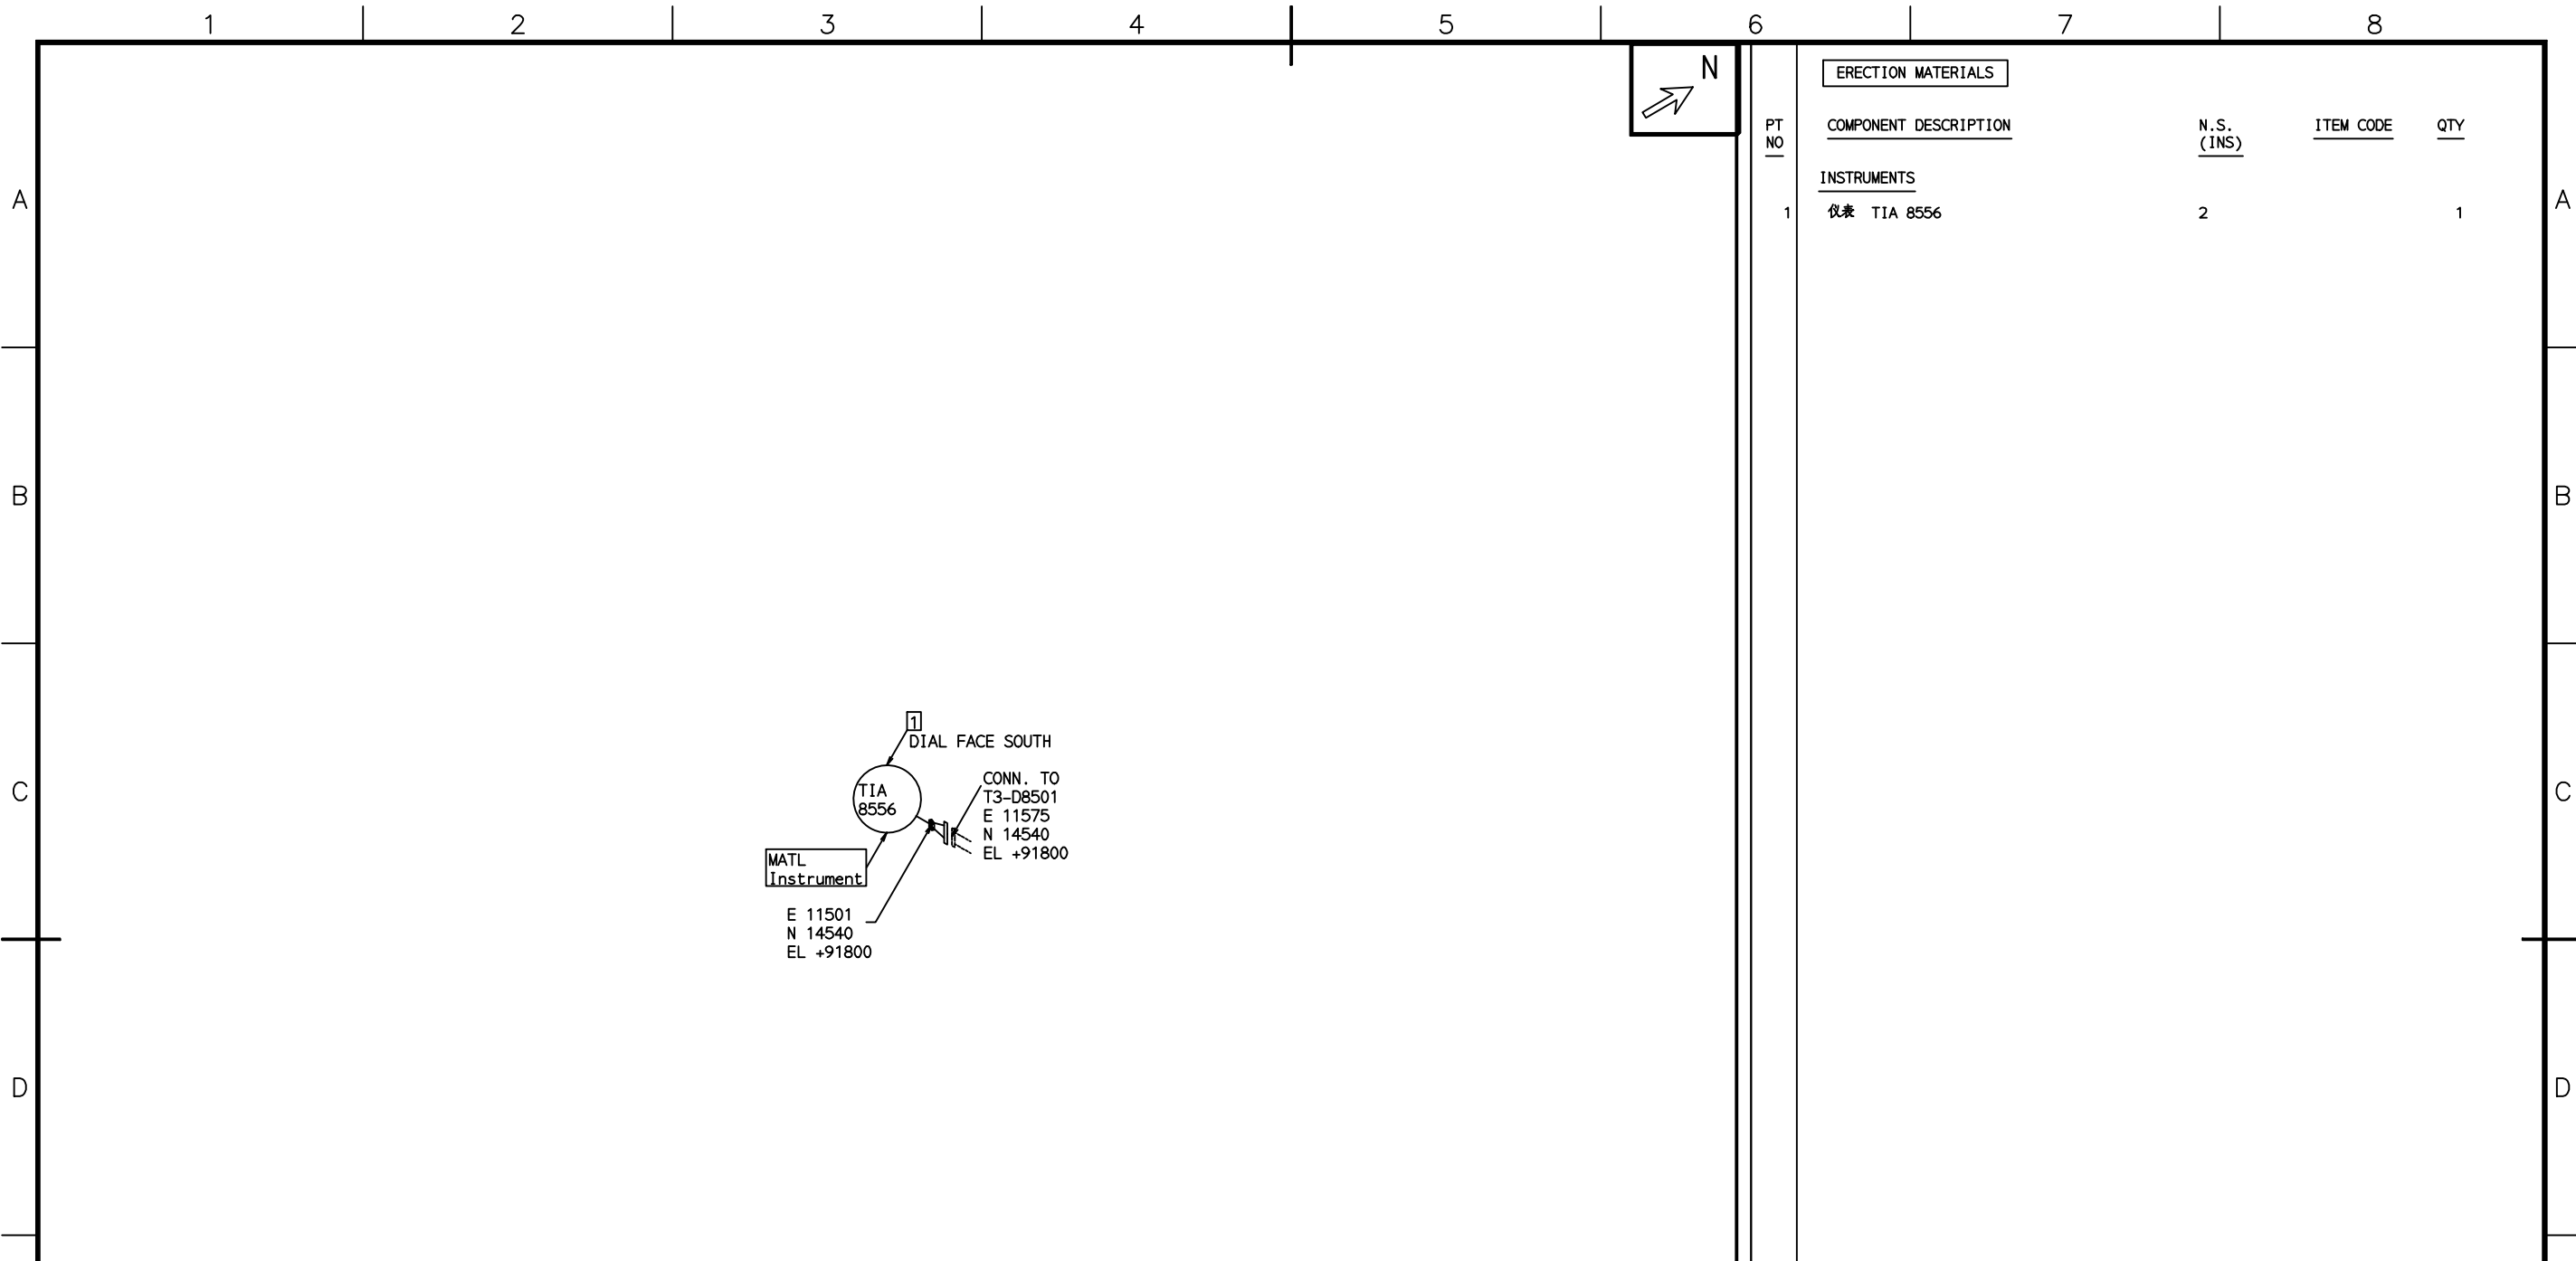 1 2 3 4 5 6 7 8
N
ERECTION MATERIALS
PT
NO
COMPONENT DESCRIPTION
N.S.
(INS)
ITEM CODE
QTY
A
A
INSTRUMENTS
1 仪表 TIA 8556 2 1
B
B
1
DIAL FACE SOUTH
TIA
8556
CONN. TO
T3-D8501
E 11575
N 14540
EL +91800
C
C
MATL
Instrument
E 11501
N 14540
EL +91800
D
D